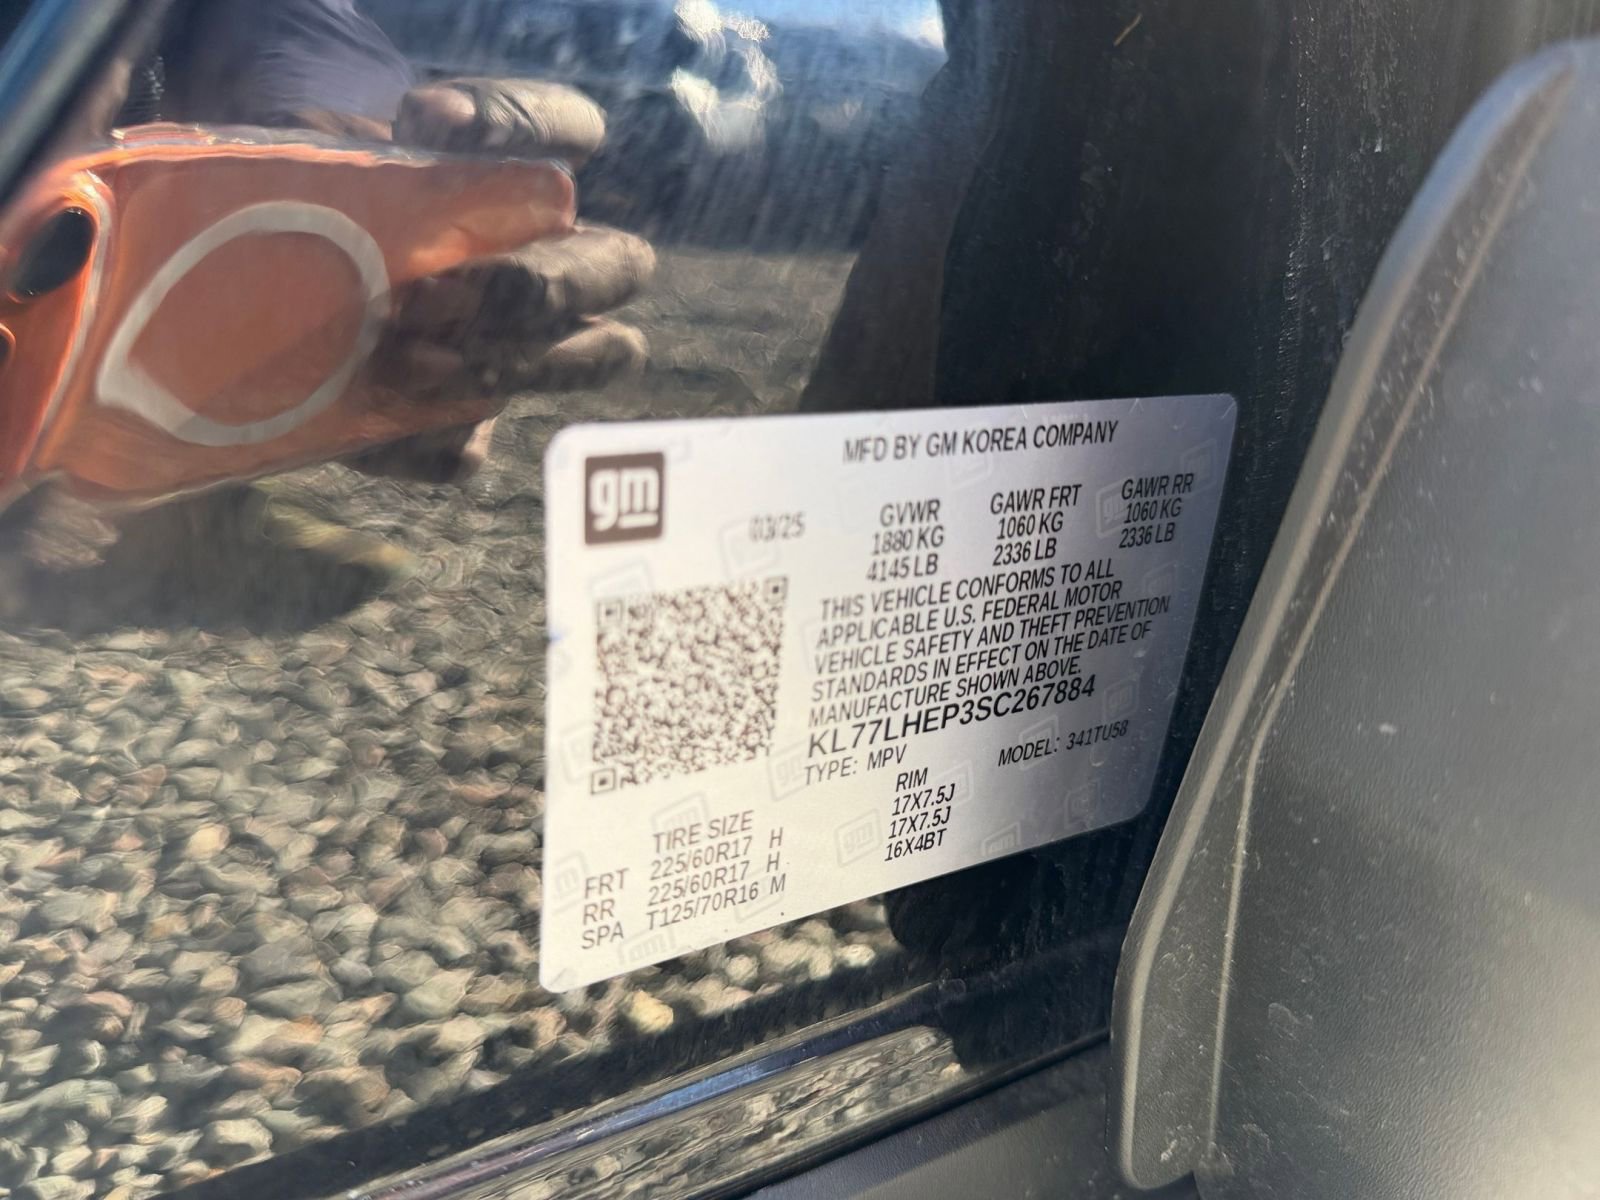 MFD BY GM KOREA COMPANY
gm
03/25
GVWR GAWR FRT GAWR RR
1880 KG 1060 KG 1060 KG
4145 LB 2336 LB 2336 LB
THIS VEHICLE CONFORMS TO ALL
APPLICABLE U.S. FEDERAL MOTOR
VEHICLE SAFETY AND THEFT PREVENTION
STANDARDS IN EFFECT ON THE DATE OF
MANUFACTURE SHOWN ABOVE.
KL77LHEP3SC267884
TYPE: MPV MODEL: 341TU58
TIRE SIZE RIM
FRT 225/60R17 H 17X7.5J
RR 225/60R17 H 17X7.5J
SPA T125/70R16 M 16X4BT